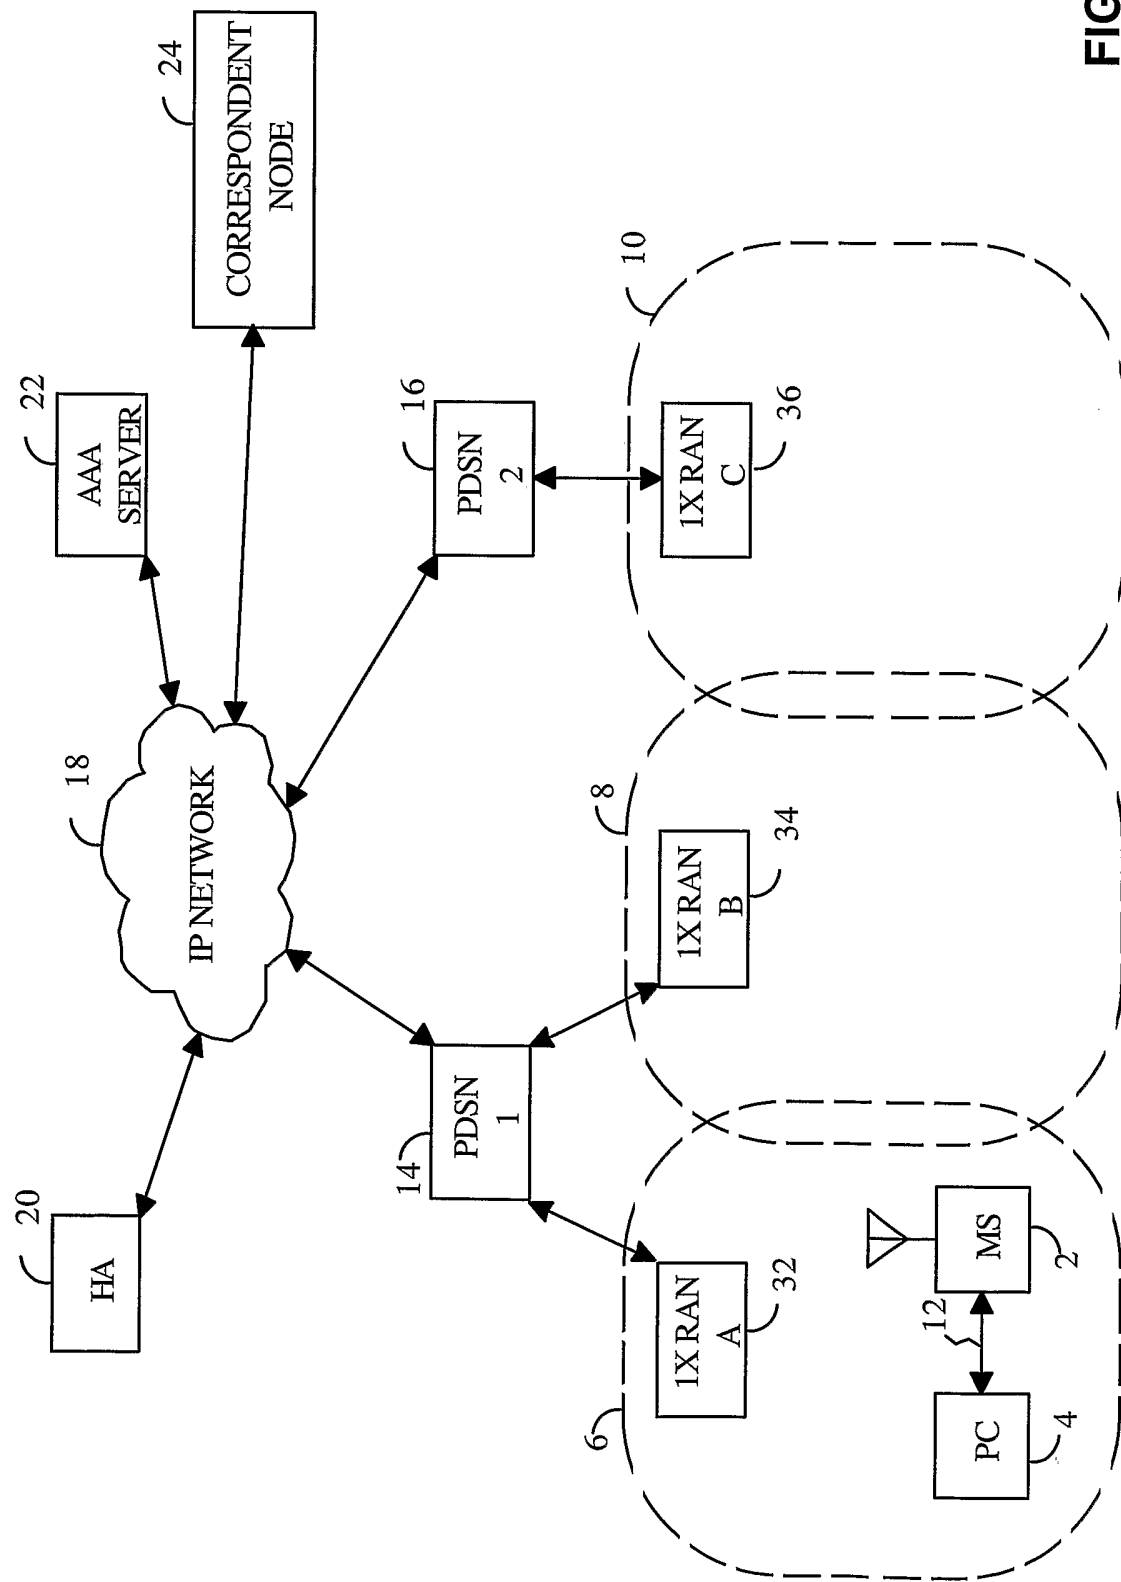 20
HA
18
IP NETWORK
22
AAA
SERVER
24
CORRESPONDENT
NODE
14
PDSN
1
16
PDSN
2
6
1X RAN
A
32
8
1X RAN
B
34
10
1X RAN
C
36
PC
4
12
MS
2
FIG